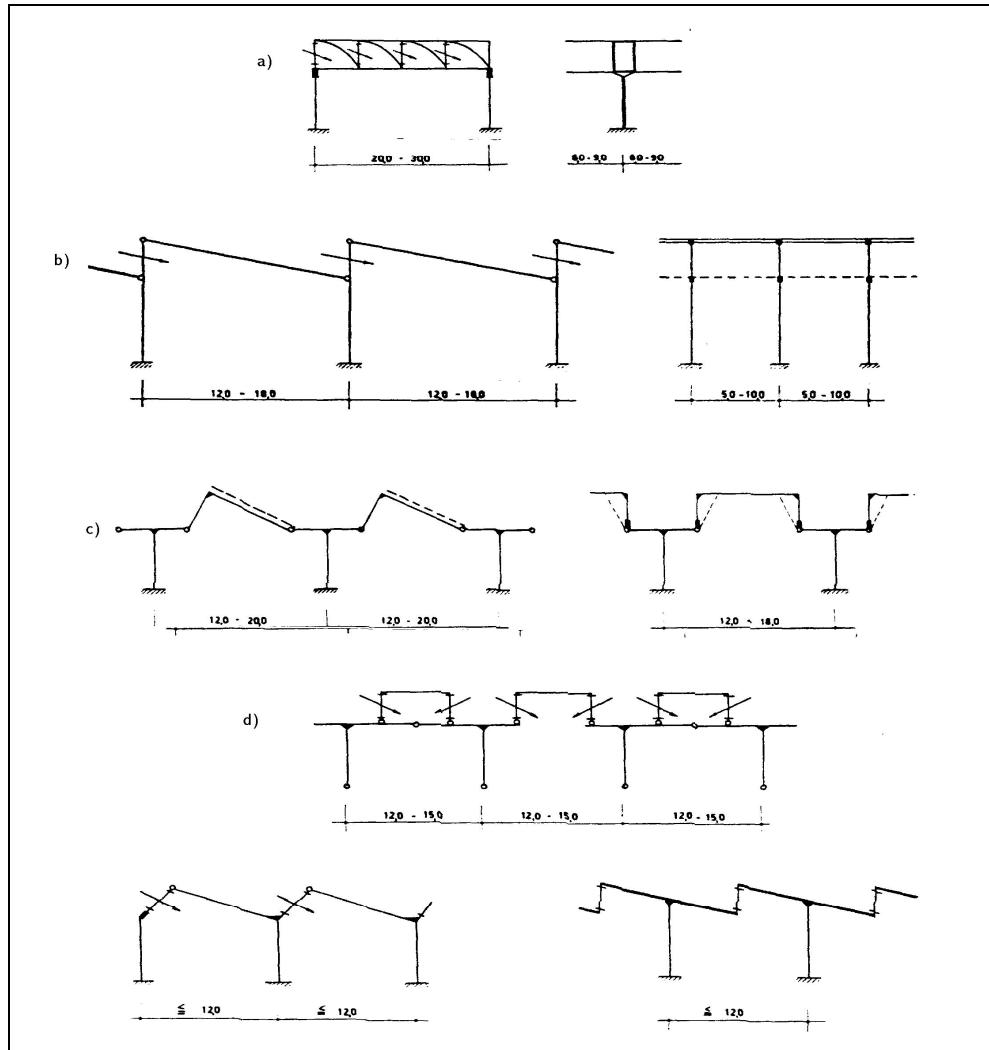 a)
20,0 - 30,0
6,0 - 9,0 6,0 - 9,0
b)
12,0 - 18,0 12,0 - 18,0
5,0 - 10,0 5,0 - 10,0
c)
12,0 - 20,0 12,0 - 20,0
12,0 - 18,0
d)
12,0 - 15,0 12,0 - 15,0 12,0 - 15,0
≦ 12,0 ≦ 12,0
≦ 12,0